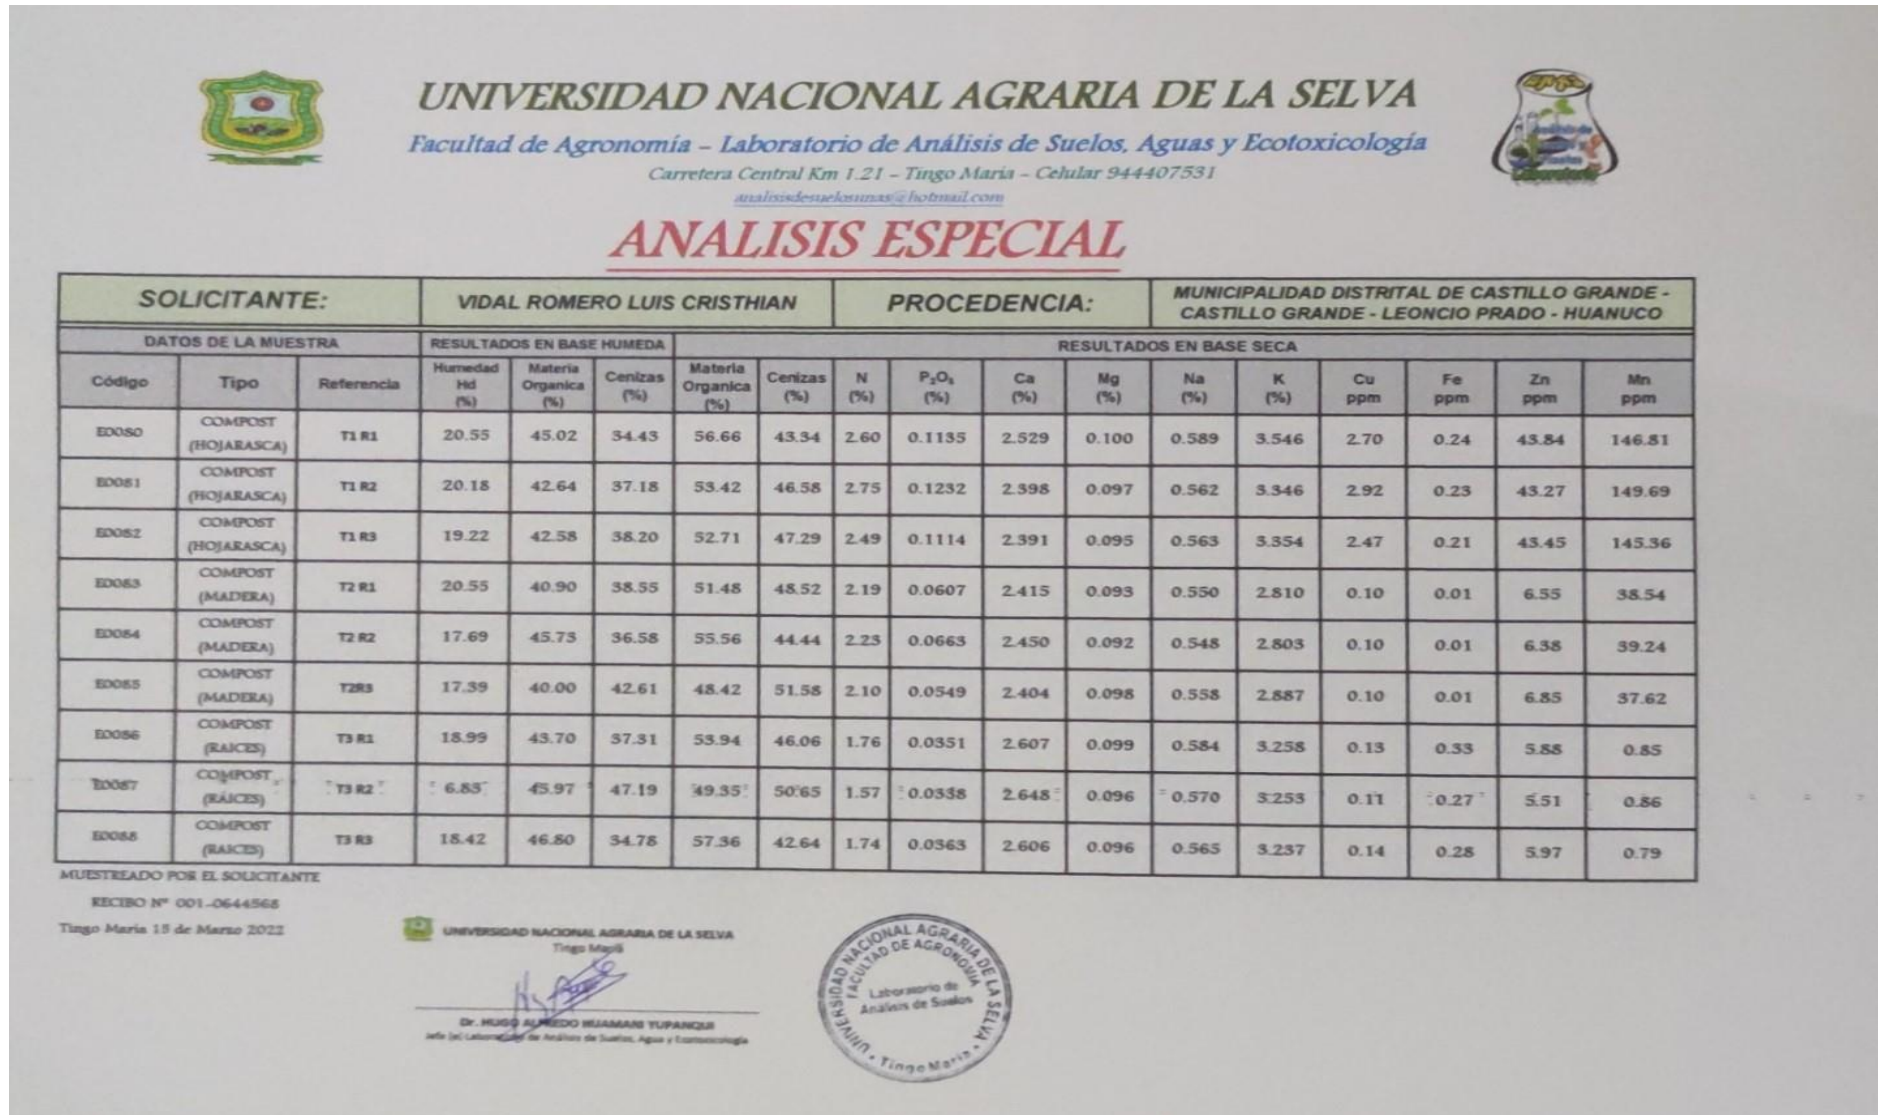 UNIVERSIDAD NACIONAL AGRARIA DE LA SELVA
Facultad de Agronomía – Laboratorio de Análisis de Suelos, Aguas y Ecotoxicología
Carretera Central Km 1.21 – Tingo María – Celular 944407531
analisisdesuelosunas@hotmail.com
ANALISIS ESPECIAL
SOLICITANTE: VIDAL ROMERO LUIS CRISTHIAN PROCEDENCIA: MUNICIPALIDAD DISTRITAL DE CASTILLO GRANDE - CASTILLO GRANDE - LEONCIO PRADO - HUANUCO
DATOS DE LA MUESTRA RESULTADOS EN BASE HUMEDA RESULTADOS EN BASE SECA
Código Tipo Referencia Humedad Hd (%) Materia Organica (%) Cenizas (%) Materia Organica (%) Cenizas (%) N (%) P₂O₅ (%) Ca (%) Mg (%) Na (%) K (%) Cu ppm Fe ppm Zn ppm Mn ppm
E0080 COMPOST (HOJARASCA) T1 R1 20.55 45.02 34.43 56.66 43.34 2.60 0.1135 2.529 0.100 0.589 3.546 2.70 0.24 43.84 146.81
E0081 COMPOST (HOJARASCA) T1 R2 20.18 42.64 37.18 53.42 46.58 2.75 0.1232 2.398 0.097 0.562 3.346 2.92 0.23 43.27 149.69
E0082 COMPOST (HOJARASCA) T1 R3 19.22 42.58 38.20 52.71 47.29 2.49 0.1114 2.391 0.095 0.563 3.354 2.47 0.21 43.45 145.36
E0083 COMPOST (MADERA) T2 R1 20.55 40.90 38.55 51.48 48.52 2.19 0.0607 2.415 0.093 0.550 2.810 0.10 0.01 6.55 38.54
E0084 COMPOST (MADERA) T2 R2 17.69 45.73 36.58 55.56 44.44 2.23 0.0663 2.450 0.092 0.548 2.803 0.10 0.01 6.38 39.24
E0085 COMPOST (MADERA) T2R3 17.39 40.00 42.61 48.42 51.58 2.10 0.0549 2.404 0.098 0.558 2.887 0.10 0.01 6.85 37.62
E0086 COMPOST (RAICES) T3 R1 18.99 43.70 37.31 53.94 46.06 1.76 0.0351 2.607 0.099 0.584 3.258 0.13 0.33 5.88 0.85
E0087 COMPOST (RAICES) T3 R2 6.85 45.97 47.19 49.35 50.65 1.57 0.0338 2.648 0.096 0.570 3.253 0.11 0.27 5.51 0.86
E0088 COMPOST (RAICES) T3 R3 18.42 46.80 34.78 57.36 42.64 1.74 0.0363 2.606 0.096 0.565 3.237 0.14 0.28 5.97 0.79
MUESTREADO POR EL SOLICITANTE
RECIBO Nº 001-0644568
Tingo María 15 de Marzo 2022
UNIVERSIDAD NACIONAL AGRARIA DE LA SELVA
Tingo María
Dr. HUGO ALFREDO HUAMANI YUPANQUI
Jefe (e) Laboratorio de Análisis de Suelos, Agua y Ecotoxicología
UNIVERSIDAD NACIONAL AGRARIA DE LA SELVA
FACULTAD DE AGRONOMIA
Laboratorio de
Análisis de Suelos
Tingo Maria